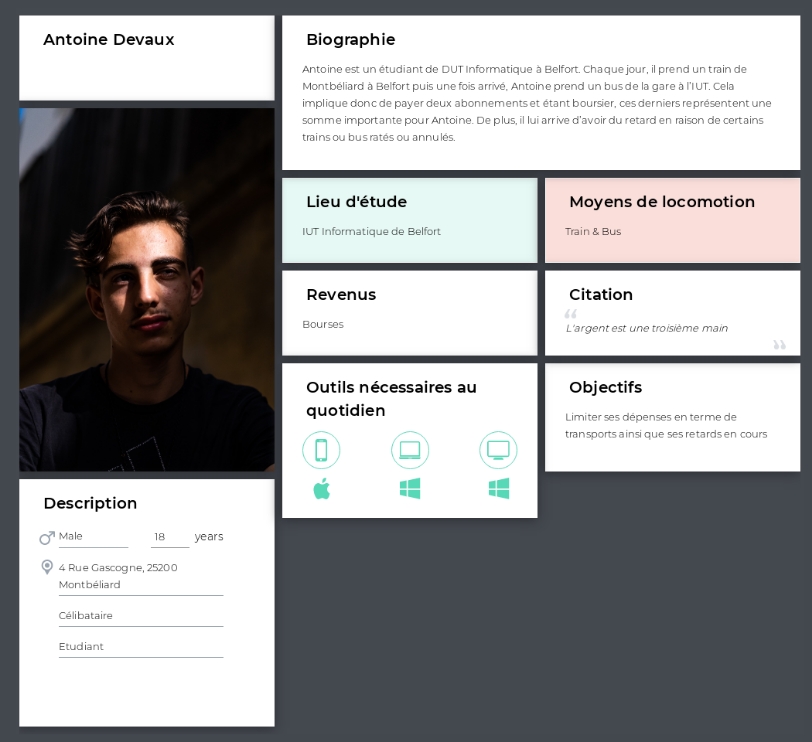 Antoine Devaux
Biographie
Antoine est un étudiant de DUT Informatique à Belfort. Chaque jour, il prend un train de
Montbéliard à Belfort puis une fois arrivé, Antoine prend un bus de la gare à l'IUT. Cela
implique donc de payer deux abonnements et étant boursier, ces derniers représentent une
somme importante pour Antoine. De plus, il lui arrive d'avoir du retard en raison de certains
trains ou bus ratés ou annulés.
Lieu d'étude
IUT Informatique de Belfort
Moyens de locomotion
Train & Bus
Revenus
Bourses
Citation
“
L'argent est une troisième main
”
Outils nécessaires au
quotidien
Objectifs
Limiter ses dépenses en terme de
transports ainsi que ses retards en cours
Description
Male 18 years
4 Rue Gascogne, 25200
Montbéliard
Célibataire
Etudiant